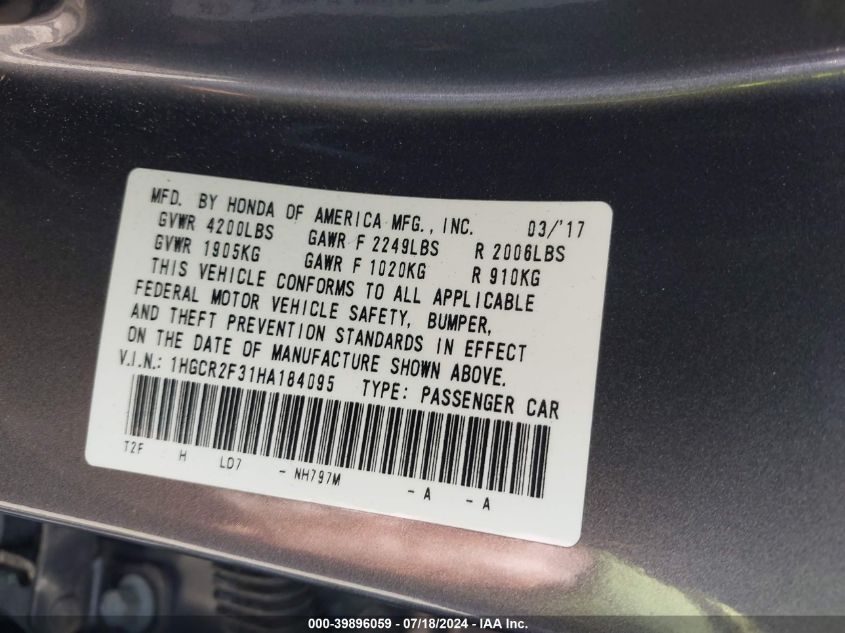 MFD. BY HONDA OF AMERICA MFG., INC. 03/'17
GVWR 4200LBS GAWR F 2249LBS R 2006LBS
GVWR 1905KG GAWR F 1020KG R 910KG
THIS VEHICLE CONFORMS TO ALL APPLICABLE
FEDERAL MOTOR VEHICLE SAFETY, BUMPER,
AND THEFT PREVENTION STANDARDS IN EFFECT
ON THE DATE OF MANUFACTURE SHOWN ABOVE.
V.I.N.: 1HGCR2F31HA184095 TYPE: PASSENGER CAR
T2F H LD7 - NH797M - A - A
000-39896059 - 07/18/2024 - IAA Inc.